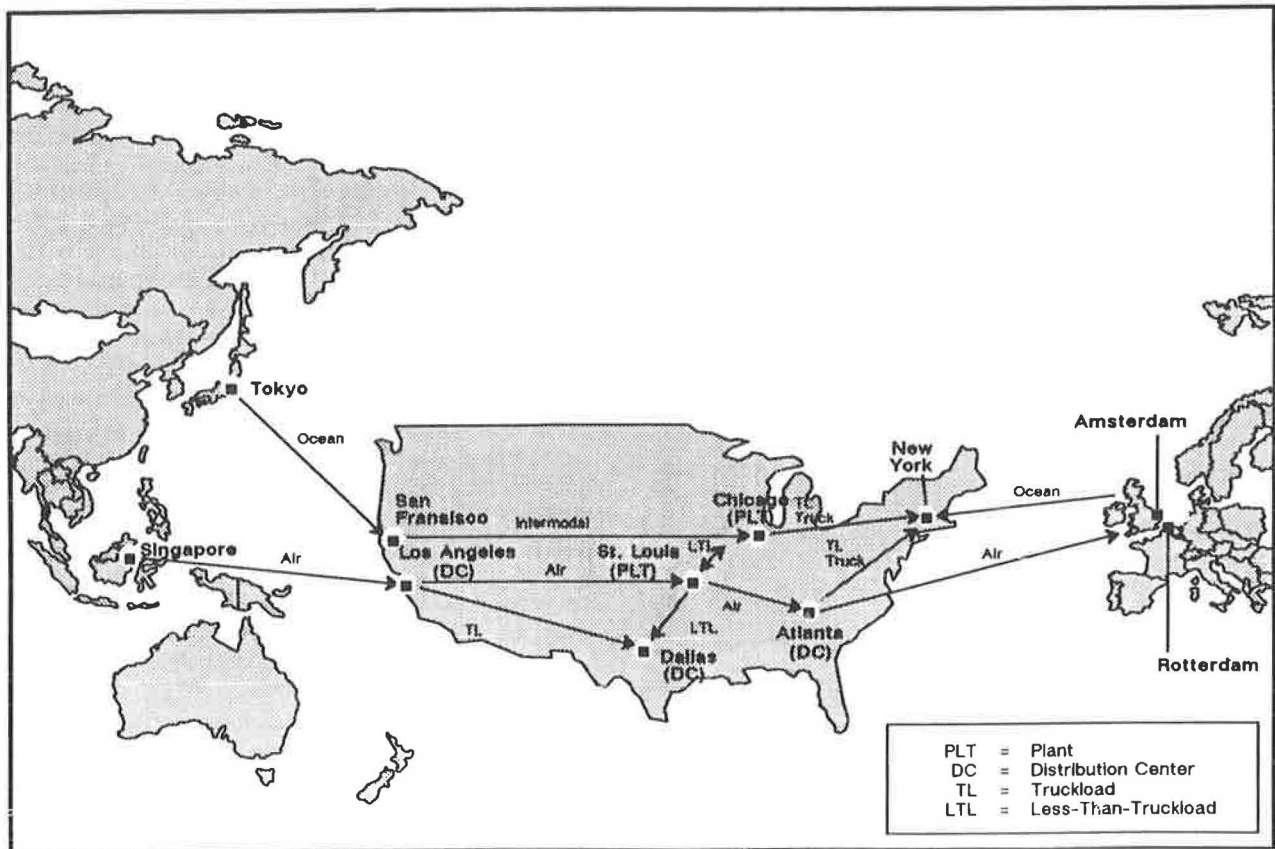 Tokyo
Ocean
Amsterdam
New
York
Ocean
San
Fransisco
Chicago
(PLT)
TL
Truck
Intermodal
Singapore
Air
Los Angeles
(DC)
St. Louis
(PLT)
LTL
TL
Truck
Air
Air
Air
TL
LTL
Atlanta
(DC)
Dallas
(DC)
Rotterdam
PLT = Plant
DC = Distribution Center
TL = Truckload
LTL = Less-Than-Truckload